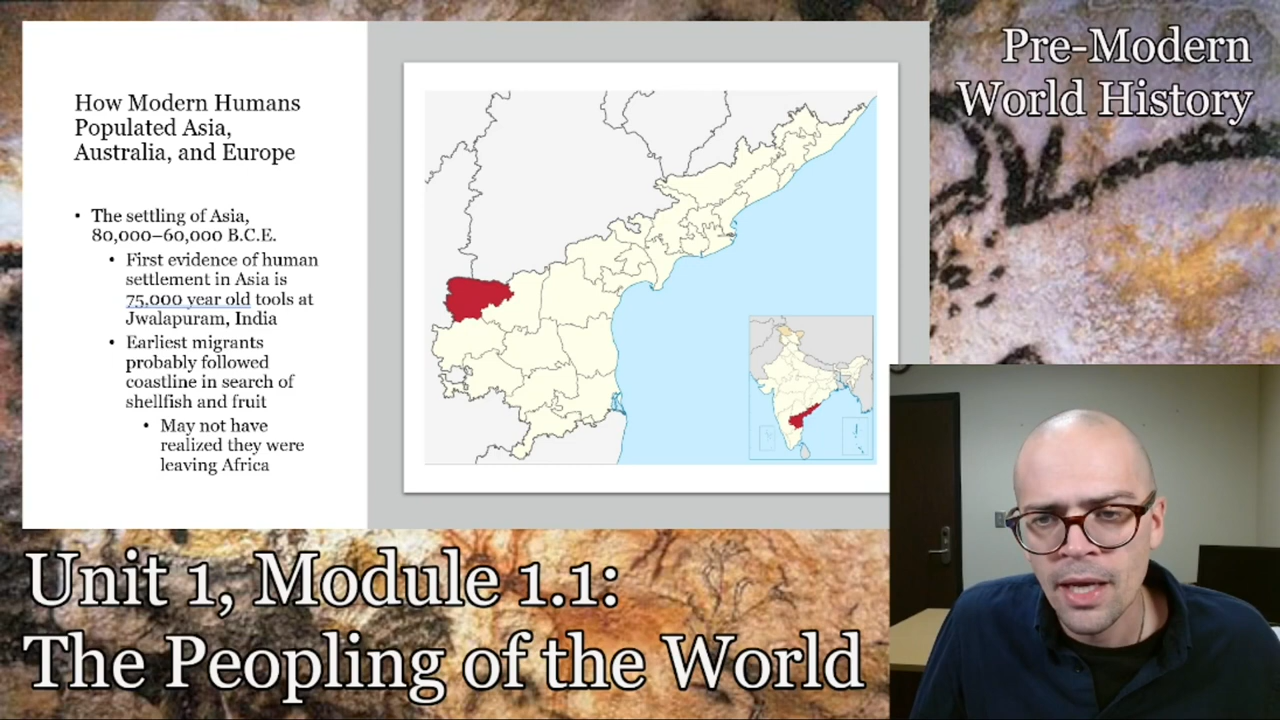 Pre-Modern
World History
How Modern Humans
Populated Asia,
Australia, and Europe
• The settling of Asia,
80,000–60,000 B.C.E.
• First evidence of human
settlement in Asia is
75,000 year old tools at
Jwalapuram, India
• Earliest migrants
probably followed
coastline in search of
shellfish and fruit
• May not have
realized they were
leaving Africa
Unit 1, Module 1.1:
The Peopling of the World